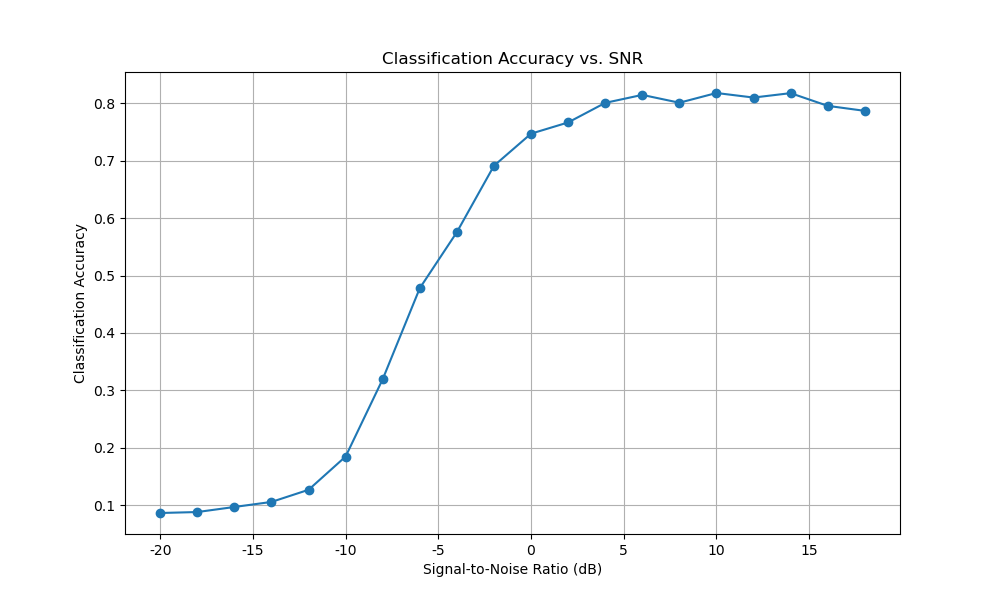 Classification Accuracy vs. SNR
Classification Accuracy
0.8
0.7
0.6
0.5
0.4
0.3
0.2
0.1
-20 -15 -10 -5 0 5 10 15
Signal-to-Noise Ratio (dB)